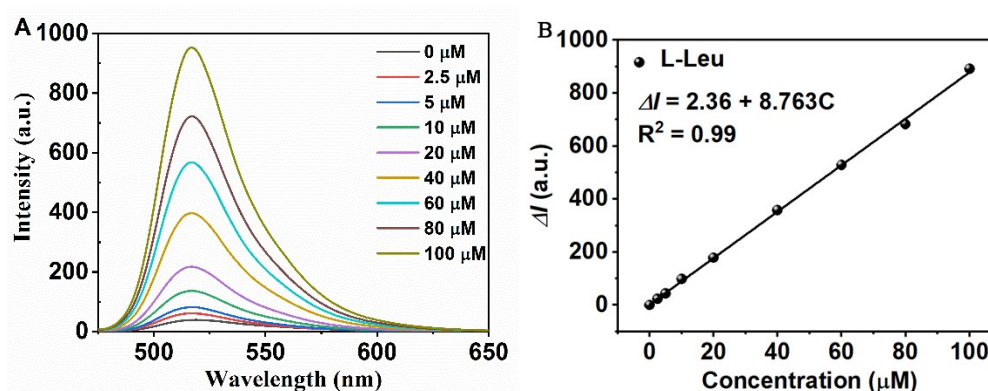 A
1000
800
600
400
200
0
Intensity (a.u.)
500
550
600
650
Wavelength (nm)
0 μM
2.5 μM
5 μM
10 μM
20 μM
40 μM
60 μM
80 μM
100 μM
B
1000
800
600
400
200
0
ΔI (a.u.)
L-Leu
ΔI = 2.36 + 8.763C
R² = 0.99
0
20
40
60
80
100
Concentration (μM)